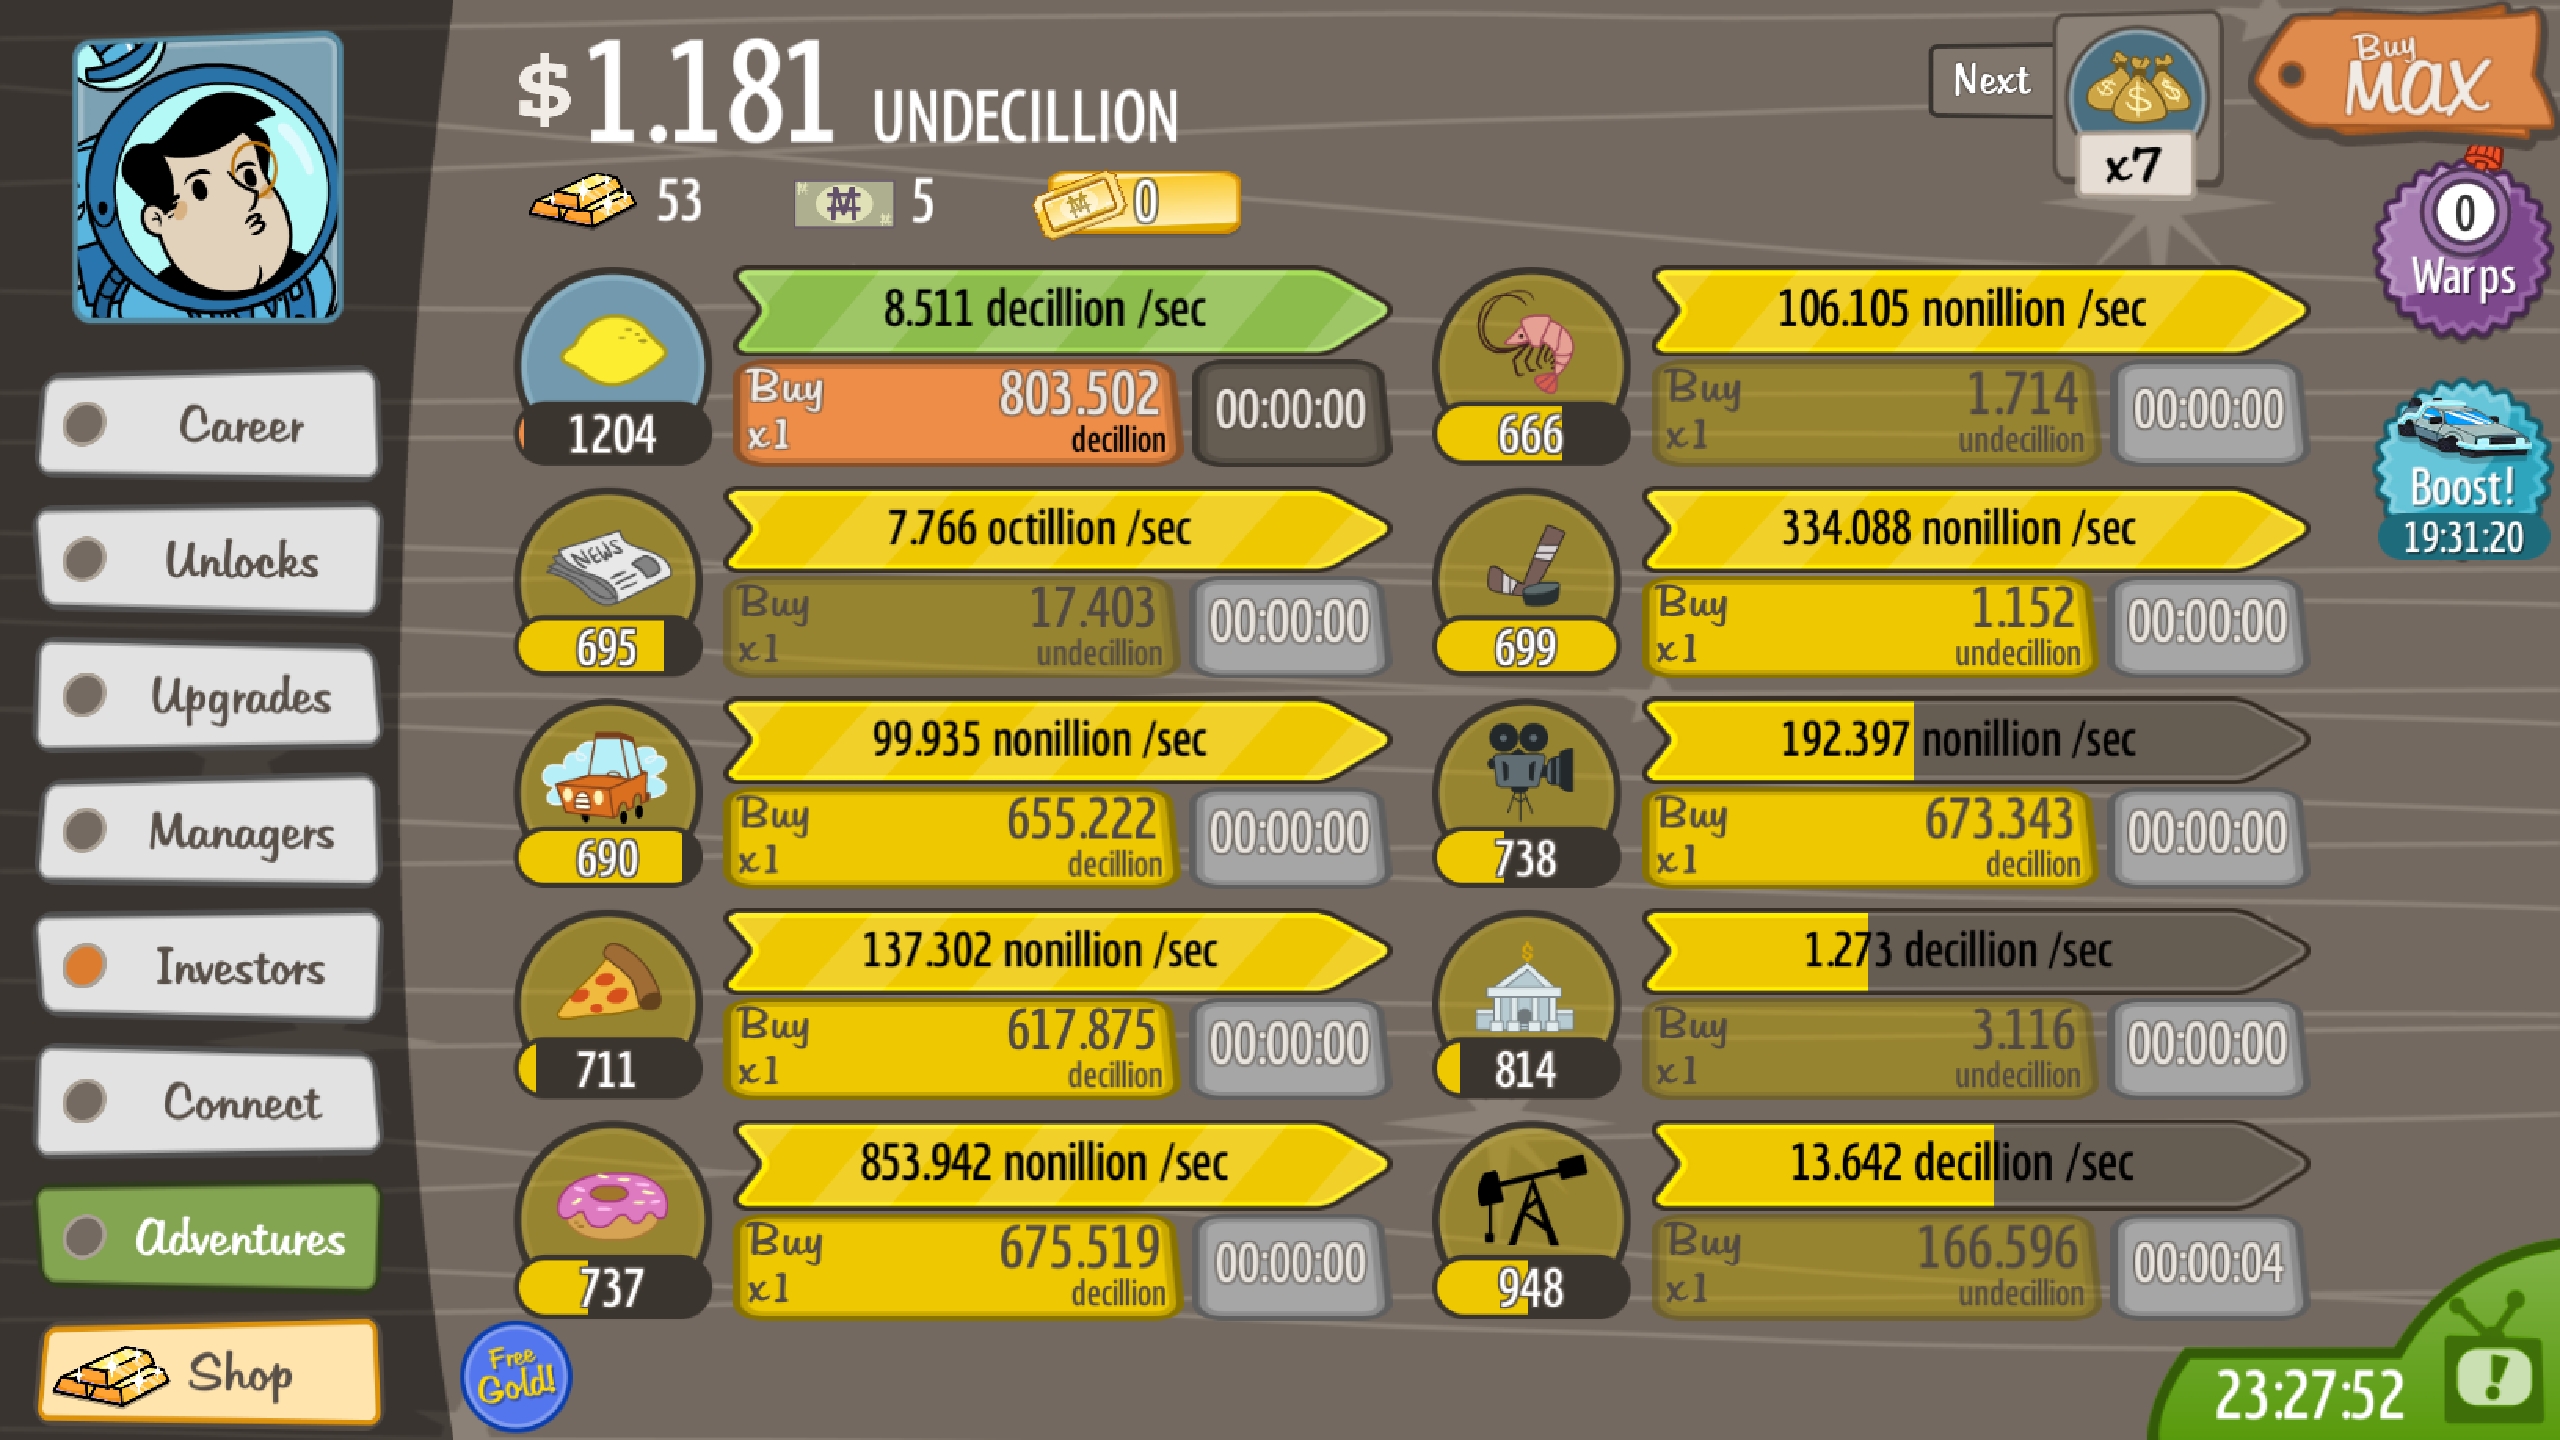 $1.181 UNDECILLION
Next
x7
Buy
MAX
53
5
0
0
Warps
Boost!
19:31:20
Career
Unlocks
Upgrades
Managers
Investors
Connect
Adventures
Shop
8.511 decillion /sec
1204
Buy 803.502
x1 decillion
00:00:00
NEWS
7.766 octillion /sec
695
Buy 17.403
x1 undecillion
00:00:00
99.935 nonillion /sec
690
Buy 655.222
x1 decillion
00:00:00
137.302 nonillion /sec
711
Buy 617.875
x1 decillion
00:00:00
853.942 nonillion /sec
737
Buy 675.519
x1 decillion
00:00:00
106.105 nonillion /sec
666
Buy 1.714
x1 undecillion
00:00:00
334.088 nonillion /sec
699
Buy 1.152
x1 undecillion
00:00:00
192.397 nonillion /sec
738
Buy 673.343
x1 decillion
00:00:00
1.273 decillion /sec
814
Buy 3.116
x1 undecillion
00:00:00
13.642 decillion /sec
948
Buy 166.596
x1 undecillion
00:00:04
Free
Gold!
23:27:52
!